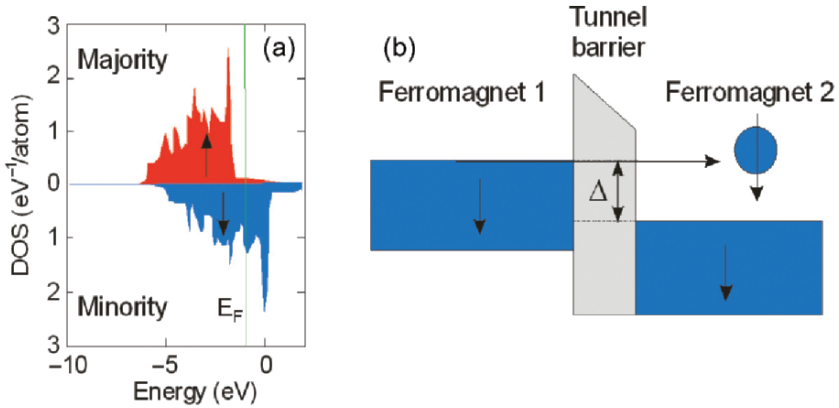 3
(a)
Majority
2
1
0
1
2
3
Minority
E_F
DOS (eV⁻¹/atom)
−10
−5
0
Energy (eV)
(b)
Tunnel
barrier
Ferromagnet 1
Ferromagnet 2
Δ